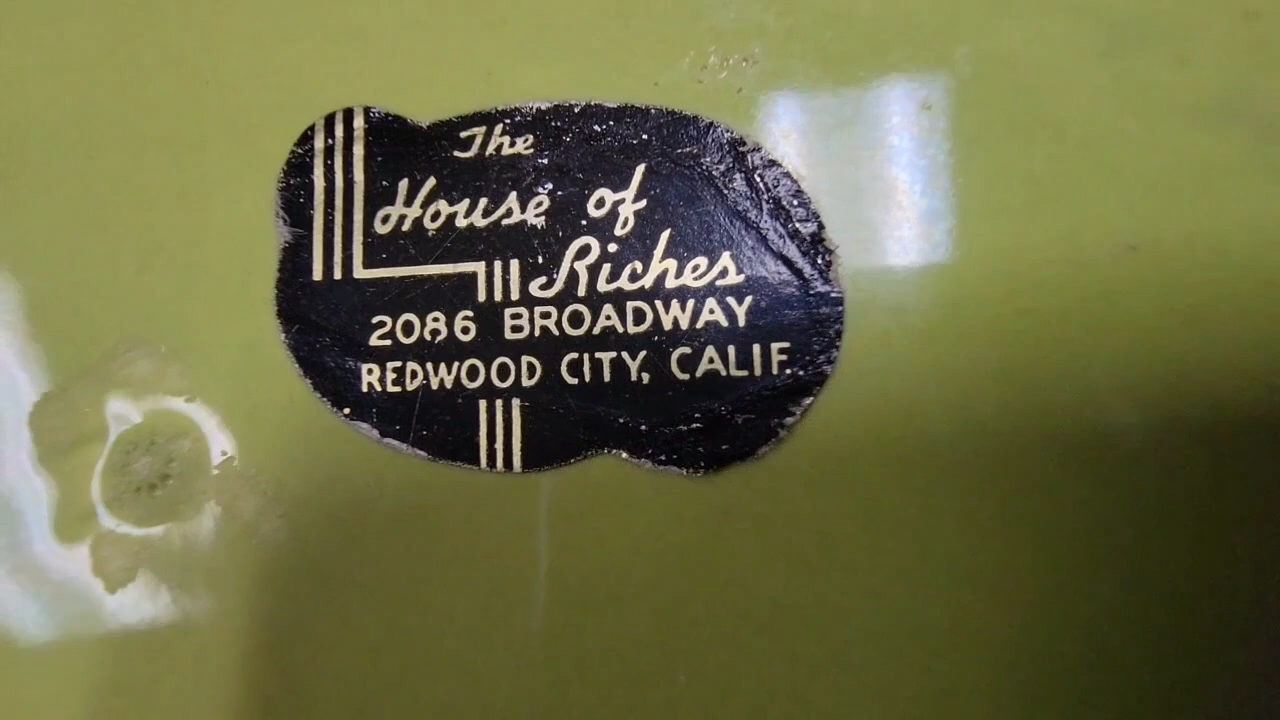 The
House of
Riches
2086 BROADWAY
REDWOOD CITY, CALIF.